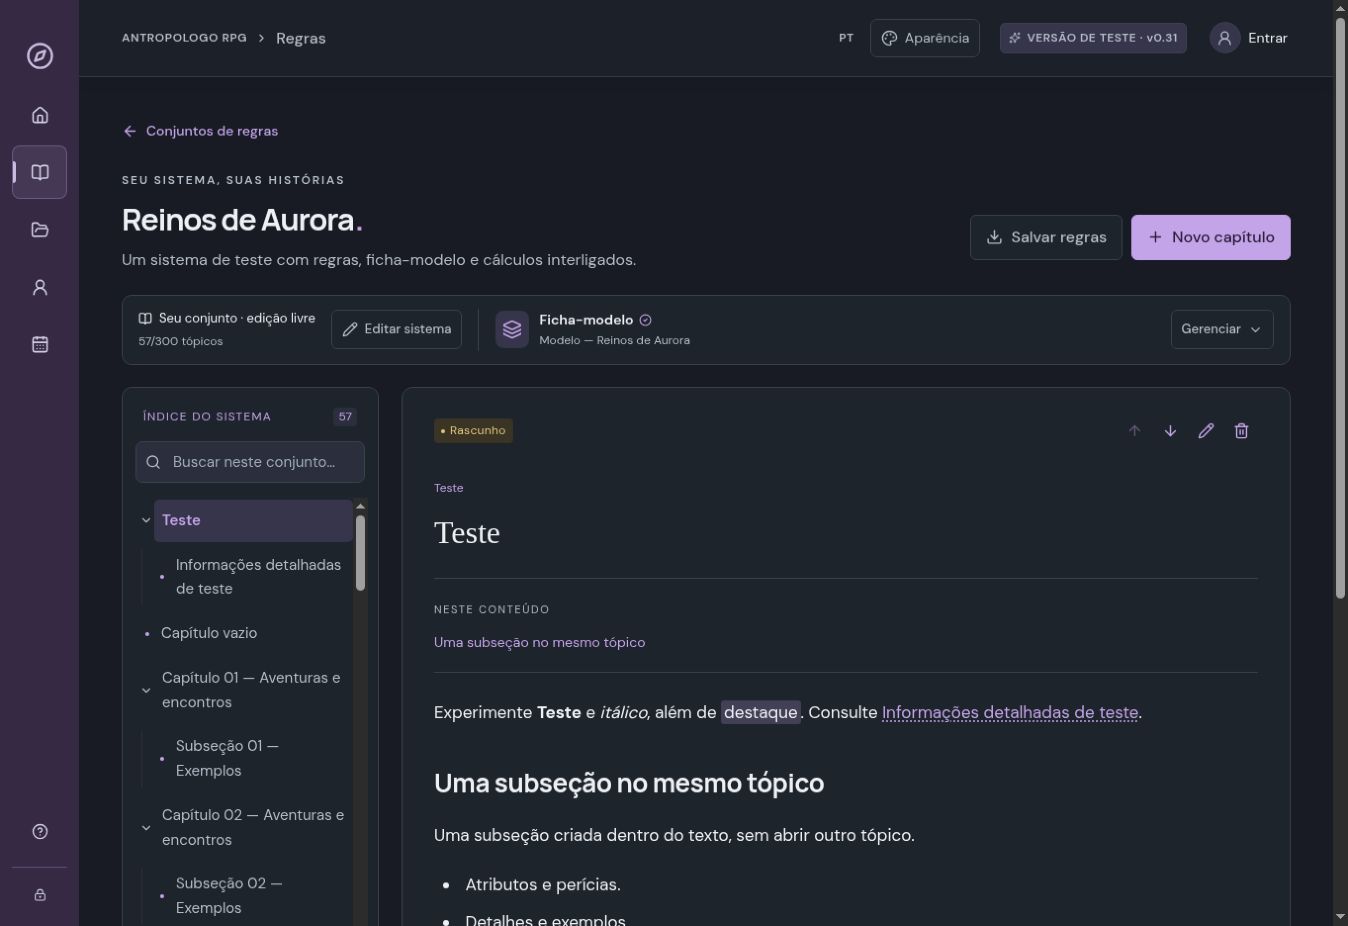 ANTROPOLOGO RPG > Regras
PT
Aparência
VERSÃO DE TESTE · v0.31
Entrar
Conjuntos de regras
SEU SISTEMA, SUAS HISTÓRIAS
Reinos de Aurora.
Um sistema de teste com regras, ficha-modelo e cálculos interligados.
Salvar regras
Novo capítulo
Seu conjunto · edição livre
57/300 tópicos
Editar sistema
Ficha-modelo
Modelo — Reinos de Aurora
Gerenciar
ÍNDICE DO SISTEMA
57
Buscar neste conjunto...
Teste
Informações detalhadas
de teste
Capítulo vazio
Capítulo 01 — Aventuras e
encontros
Subseção 01 —
Exemplos
Capítulo 02 — Aventuras e
encontros
Subseção 02 —
Exemplos
Rascunho
Teste
Teste
NESTE CONTEÚDO
Uma subseção no mesmo tópico
Experimente Teste e itálico, além de destaque. Consulte Informações detalhadas de teste.
Uma subseção no mesmo tópico
Uma subseção criada dentro do texto, sem abrir outro tópico.
• Atributos e perícias.
• Detalhes e exemplos.